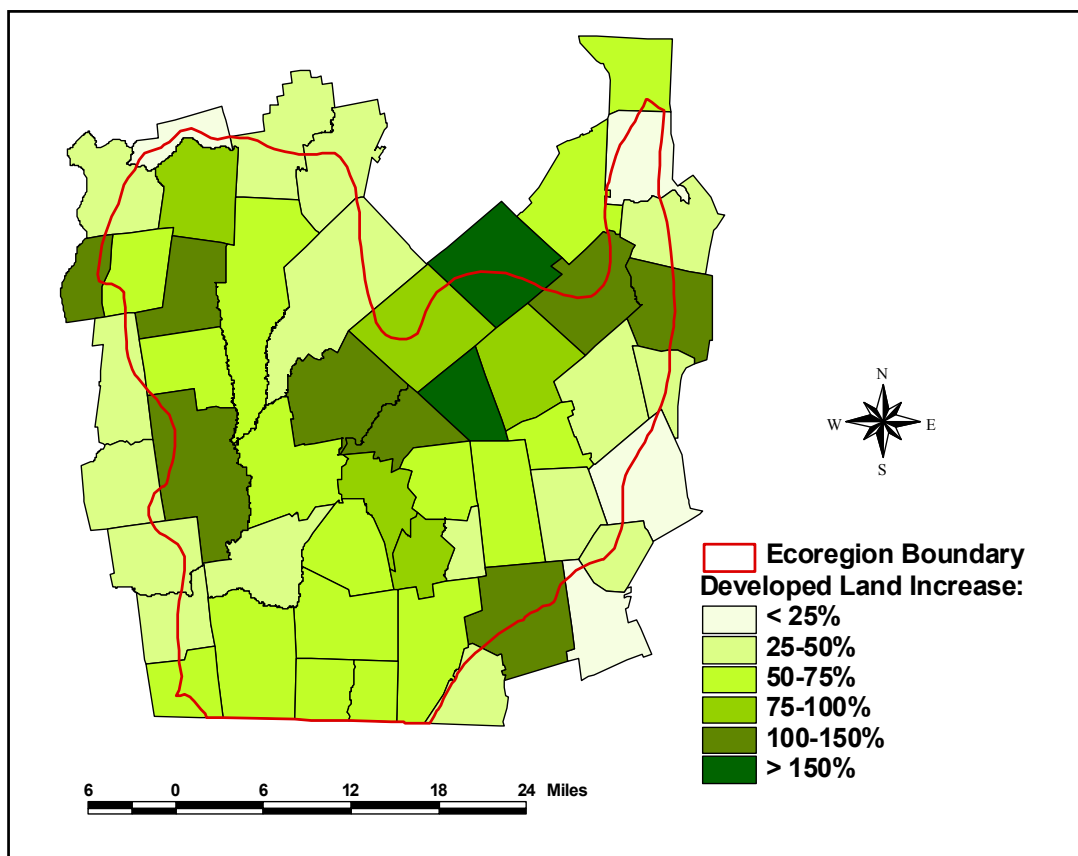 N
W E
S
Ecoregion Boundary
Developed Land Increase:
< 25%
25-50%
50-75%
75-100%
100-150%
> 150%
6 0 6 12 18 24 Miles